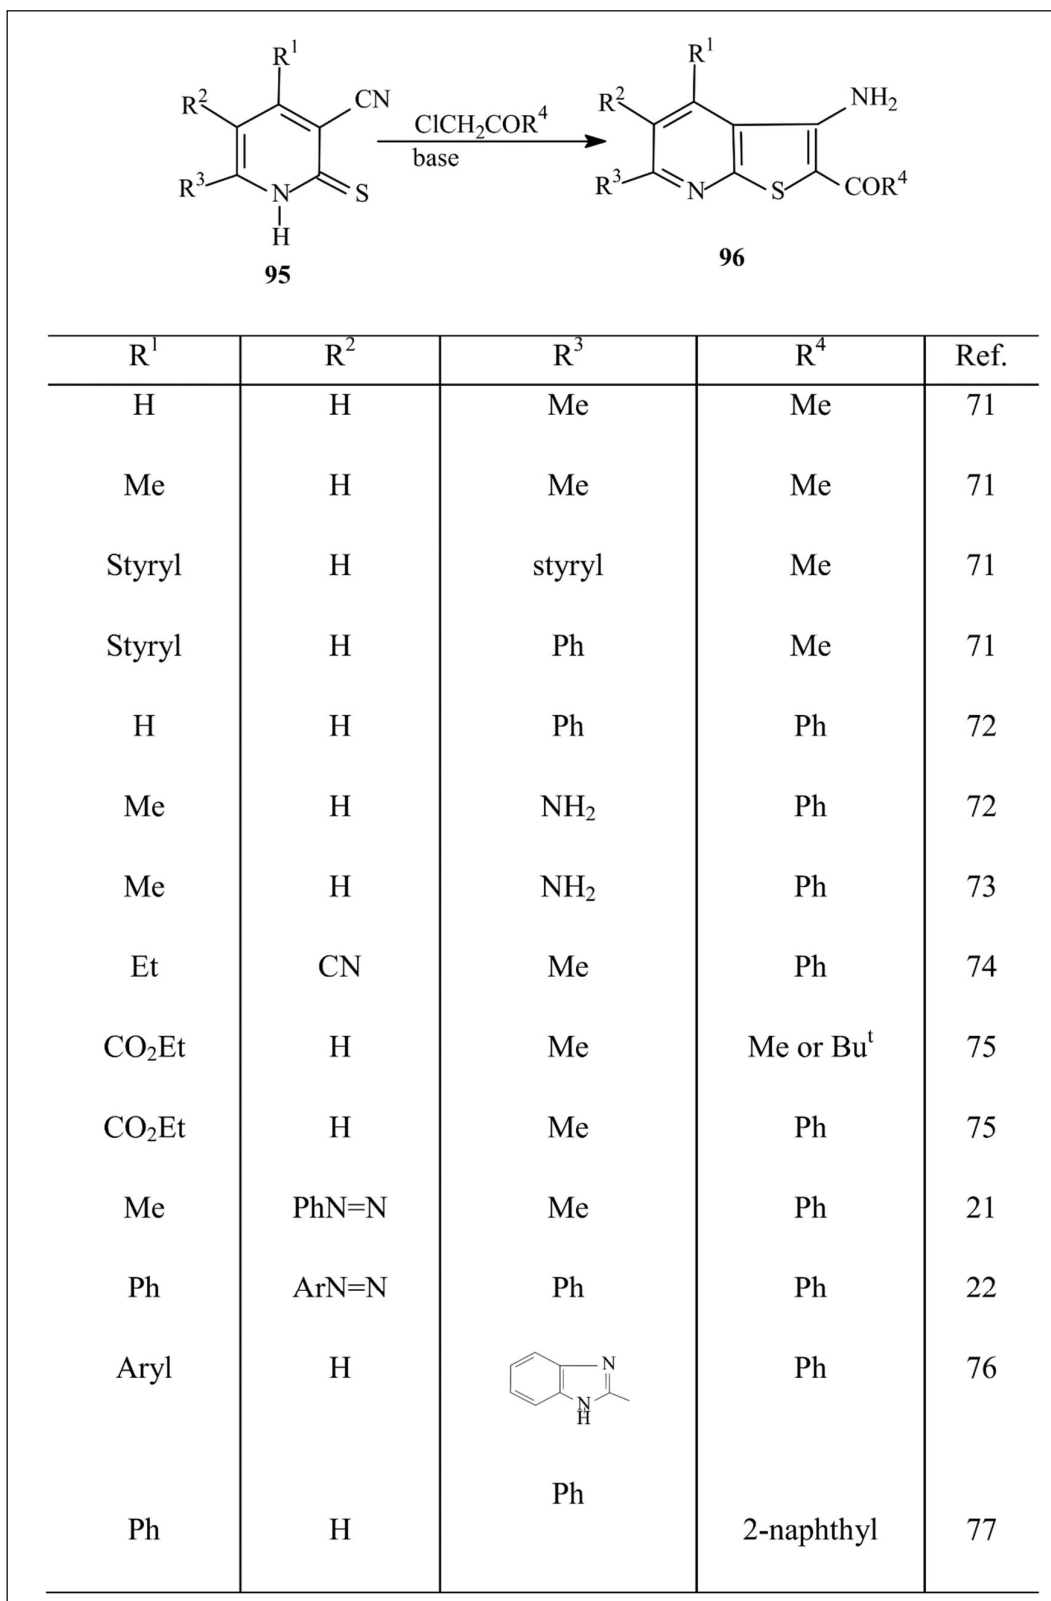 R¹ R² CN R³ N S H 95
ClCH₂COR⁴
base
R¹ R² NH₂ R³ N S COR⁴ 96
R¹ R² R³ R⁴ Ref.
H H Me Me 71
Me H Me Me 71
Styryl H styryl Me 71
Styryl H Ph Me 71
H H Ph Ph 72
Me H NH₂ Ph 72
Me H NH₂ Ph 73
Et CN Me Ph 74
CO₂Et H Me Me or Buᵗ 75
CO₂Et H Me Ph 75
Me PhN=N Me Ph 21
Ph ArN=N Ph Ph 22
Aryl H N N H Ph 76
Ph H Ph 2-naphthyl 77